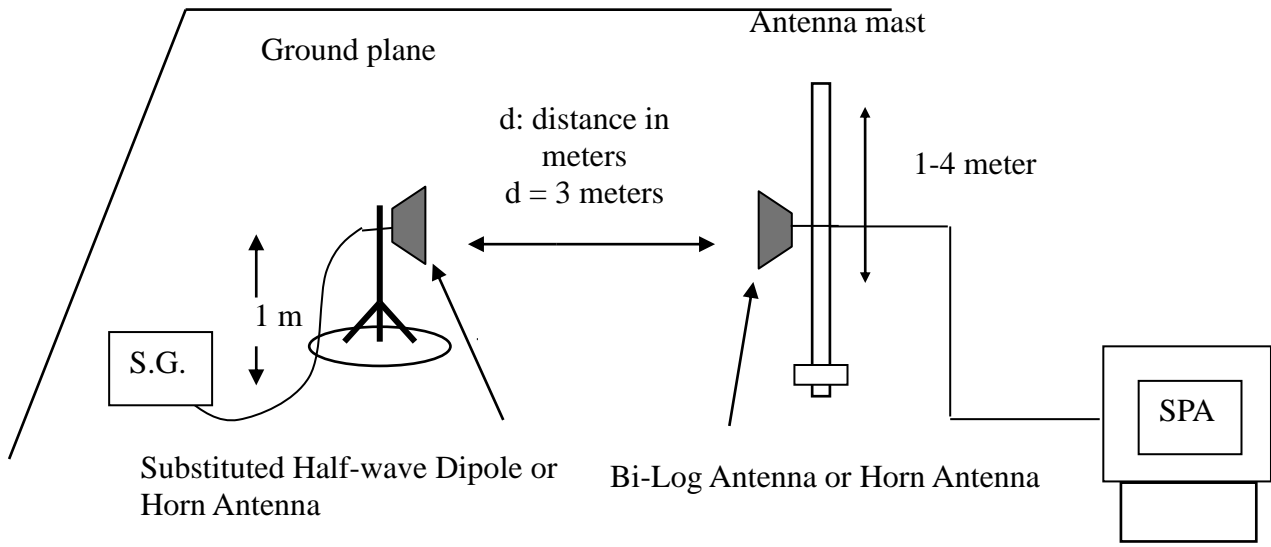 Antenna mast
Ground plane
d: distance in
meters
d = 3 meters
1-4 meter
1 m
S.G.
SPA
Substituted Half-wave Dipole or
Horn Antenna
Bi-Log Antenna or Horn Antenna